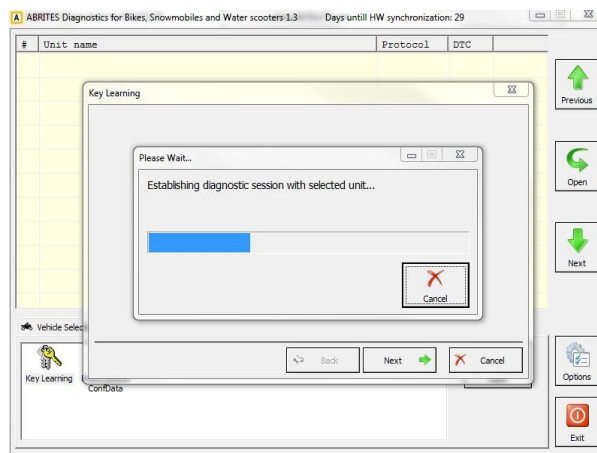 A ABRITES Diagnostics for Bikes, Snowmobiles and Water scooters 1.3 Days untill HW synchronization: 29
# Unit name Protocol DTC
Key Learning
Previous
Please Wait...
Establishing diagnostic session with selected unit...
Open
Next
Cancel
Vehicle Selec
Back Next Cancel
Key Learning
ConfData
Options
Exit